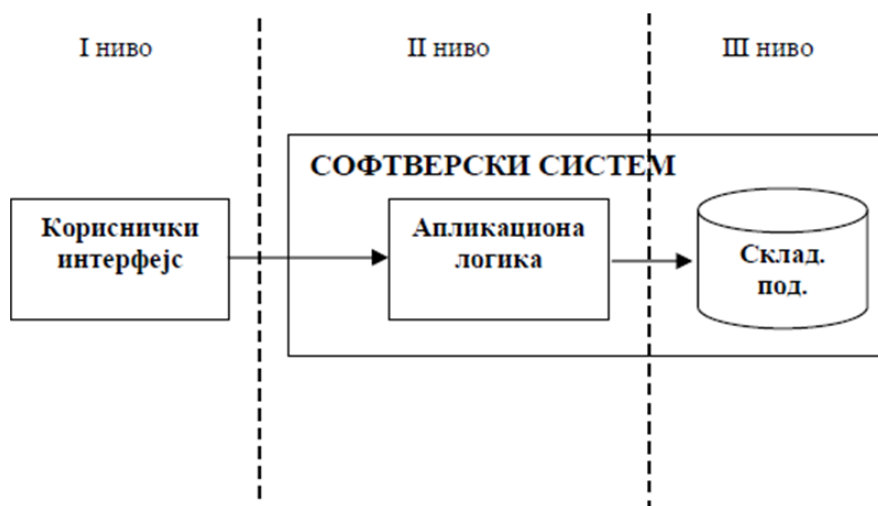 I ниво
II ниво
III ниво
СОФТВЕРСКИ СИСТЕМ
Кориснички
интерфејс
Апликациона
логика
Склад.
под.